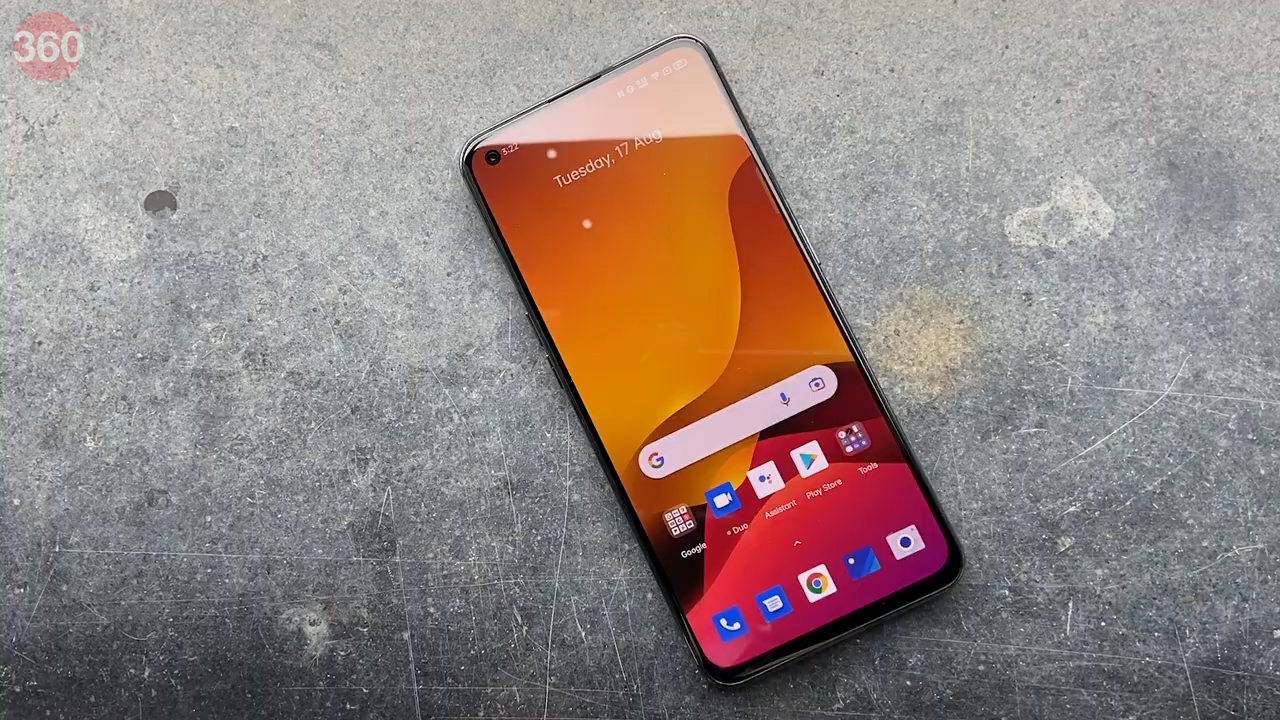 360
3:22
Tuesday, 17 Aug
Google
Duo
Assistant
Play Store
Tools